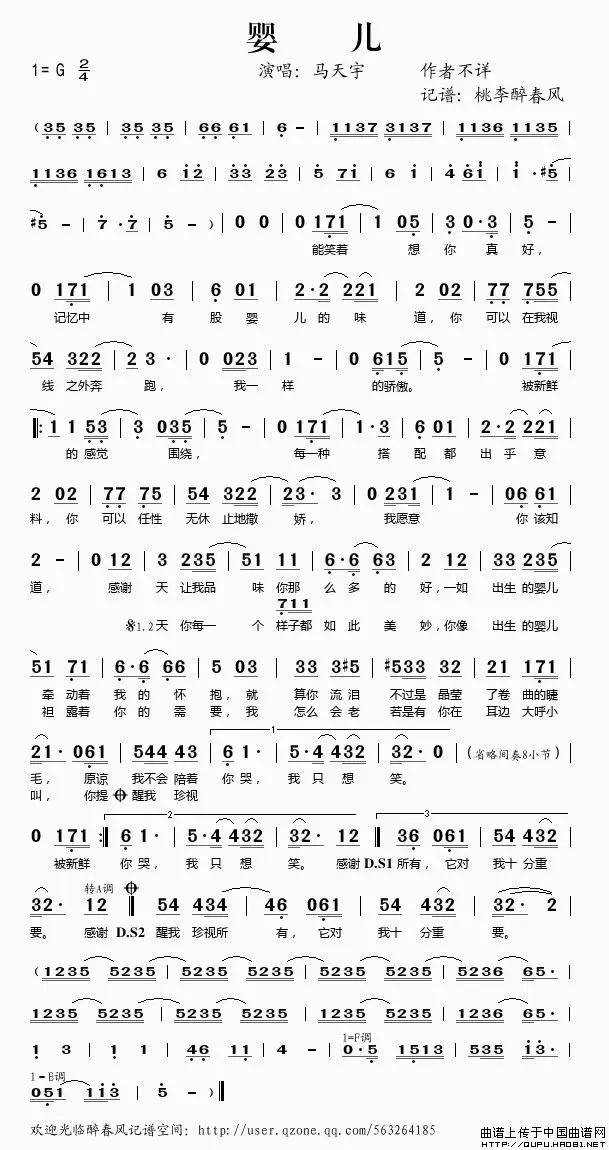 婴 儿
1=G 2/4 演唱：马天宇 作者不详
记谱：桃李醉春风
（35 35 | 35 35 | 66 61 | 6 - | 1137 3137 | 1136 1135 |
1136 1613 | 6 12 | 33 23 | 5 71 | 6 1 | 4 61 | 1 · #5 |
#5 - | 7 · 7 | 5 - ）| 0 0 | 0 171 | 1 05 | 3 0·3 | 5 - |
能笑着 想 你 真 好，
0 171 | 1 03 | 6 01 | 2·2 221 | 2 02 | 77 755 |
记忆中 有 股 婴 儿 的 味 道，你 可以 在我视
54 322 | 2 3 · | 0 023 | 1 - | 0 615 | 5 - | 0 171 |
线 之外奔 跑， 我一 样 的骄傲。 被新鲜
‖: 1 1 53 | 3 035 | 5 - | 0 171 | 1·3 | 6 01 | 2·2 221 |
的 感觉 围绕， 每一种 搭 配 都 出 乎 意
2 02 | 77 75 | 54 322 | 23· 3 | 0 231 | 1 - | 06 61 |
料，你 可以 任性 无休 止地撒 娇， 我愿意 你 该知
2 - | 0 12 | 3 235 | 51 11 | 6·6 63 | 2 12 | 33 235 |
道， 感谢 天 让我品 味 你那 么 多 的 好，一如 出生 的婴儿
711
𝄋1.2天 你每一 个 样子都 如 此 美 妙，你像 出生 的婴儿
51 71 | 6·6 66 | 5 03 | 33 3#5 | #533 33 | 22 21 171 |
牵 动着 我 的 怀 抱，就 算你 流泪 不过是 晶莹 了卷 曲的睫
袒 露着 你 的 需 要，我 怎么 会老 若是有 你在 耳边 大呼小
1
21· 061 | 544 43 | 6 1· | 5·4 432 | 32· 0 |（省略间奏8小节）|
毛， 原谅 我不会 陪着 你 哭， 我 只 想 笑。
叫， 你提 𝄌 醒我 珍视
2 3
0 171 :‖ 6 1· | 5·4 432 | 32· 12 ‖ 36 061 | 54 432 |
被新鲜 你 哭， 我 只 想 笑。 感谢 D.S1 所有，它对 我十 分重
转A调 𝄌
32· 12 ‖ 54 434 | 46 061 | 54 432 | 32· 2 |
要。 感谢 D.S2 醒我 珍视所 有，它对 我十 分重 要。
（1235 5235 | 5235 5235 | 5235 5235 | 5236 65· |
1235 5235 | 5235 5235 | 5235 5235 | 5236 65· |
1=F调
1 3 | 1 1 | 46 11 | 4 - | 0·5 1513 | 535 13· |
1=E调
051 113 | 5 - ）‖
欢迎光临醉春风记谱空间：http://user.qzone.qq.com/563264185
曲谱上传于中国曲谱网
http://QUPU.HAO81.NET